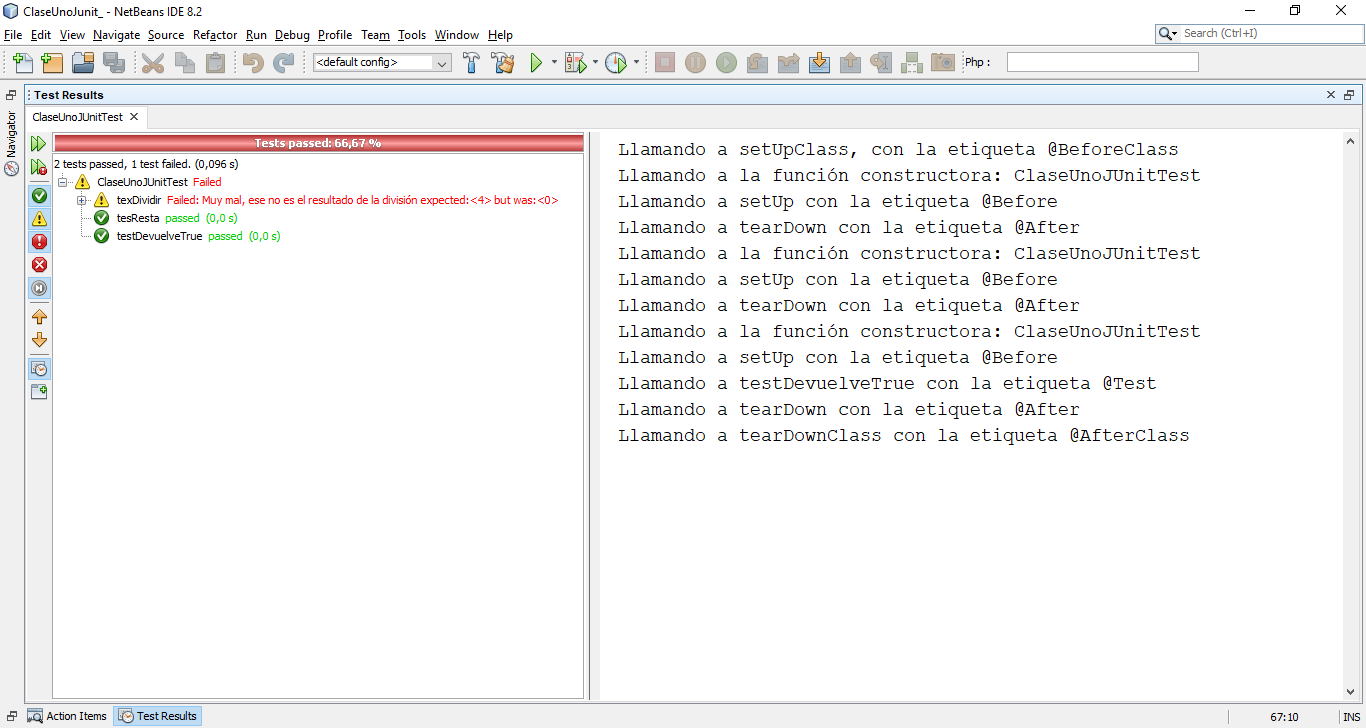 ClaseUnoJunit_ - NetBeans IDE 8.2
File Edit View Navigate Source Refactor Run Debug Profile Team Tools Window Help
Search (Ctrl+I)
<default config>
Php :
Test Results
Navigator
ClaseUnoJUnitTest
Tests passed: 66,67 %
2 tests passed, 1 test failed. (0,096 s)
ClaseUnoJUnitTest Failed
texDividir Failed: Muy mal, ese no es el resultado de la división expected:<4> but was:<0>
tesResta passed (0,0 s)
testDevuelveTrue passed (0,0 s)
Llamando a setUpClass, con la etiqueta @BeforeClass
Llamando a la función constructora: ClaseUnoJUnitTest
Llamando a setUp con la etiqueta @Before
Llamando a tearDown con la etiqueta @After
Llamando a la función constructora: ClaseUnoJUnitTest
Llamando a setUp con la etiqueta @Before
Llamando a tearDown con la etiqueta @After
Llamando a la función constructora: ClaseUnoJUnitTest
Llamando a setUp con la etiqueta @Before
Llamando a testDevuelveTrue con la etiqueta @Test
Llamando a tearDown con la etiqueta @After
Llamando a tearDownClass con la etiqueta @AfterClass
Action Items
Test Results
67:10
INS